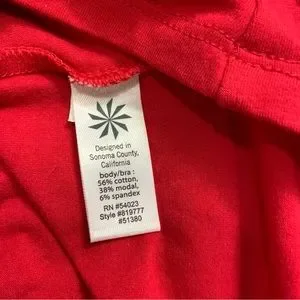 Designed in
Sonoma County,
California
body/bra :
56% cotton,
38% modal,
6% spandex
RN #54023
Style #819777
#51380